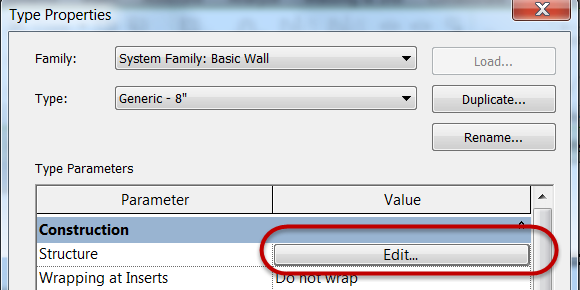 Type Properties
Family: System Family: Basic Wall Load...
Type: Generic - 8" Duplicate...
Rename...
Type Parameters
Parameter Value
Construction
Structure Edit...
Wrapping at Inserts Do not wrap